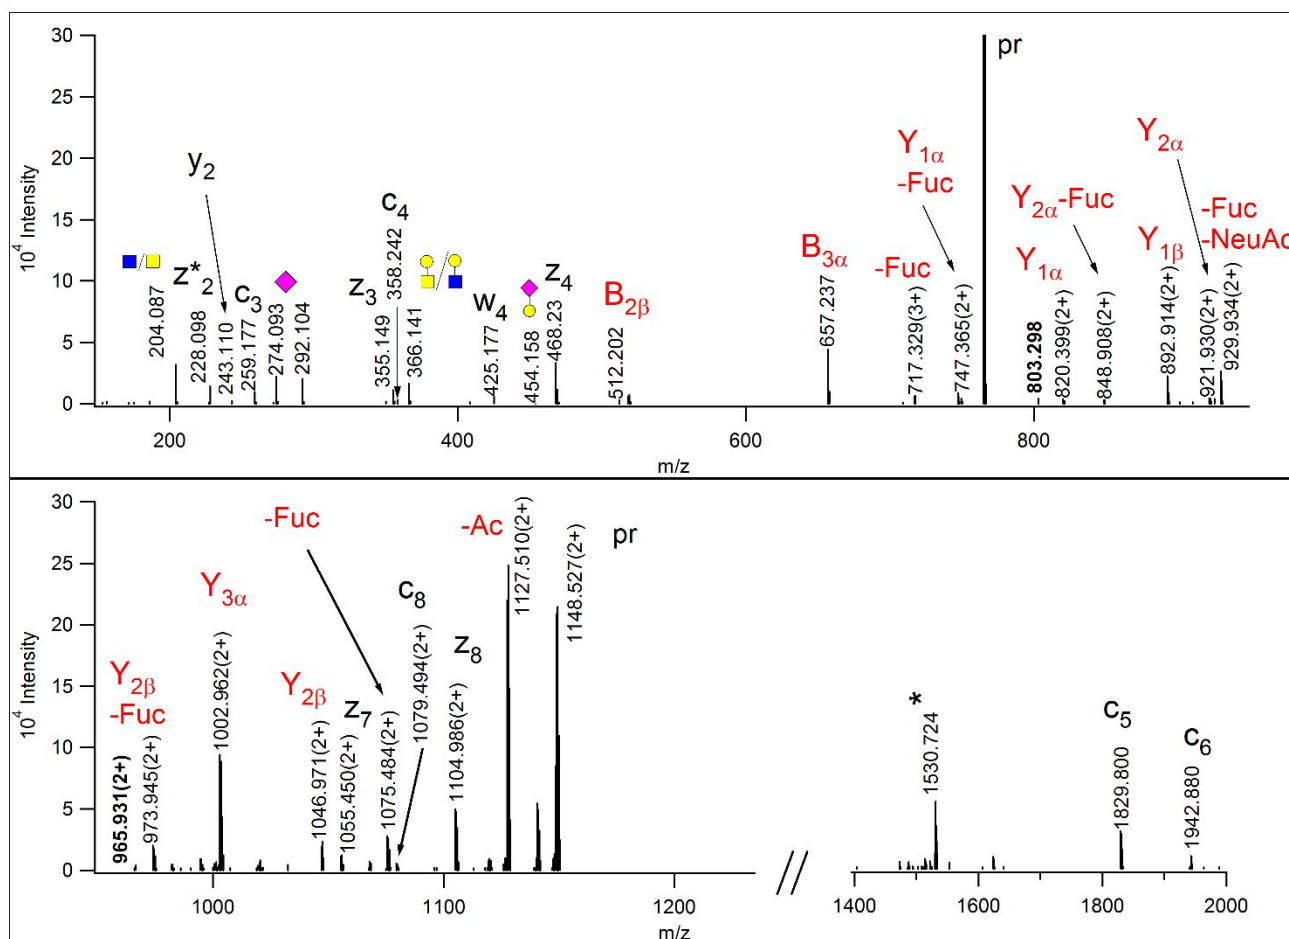 30
25
20
15
10
5
0
10⁴ Intensity
200
400
600
800
m/z
204.087
z*₂
228.098
y₂
243.110
c₃
259.177
274.093
292.104
z₃
355.149
c₄
358.242
366.141
w₄
425.177
454.158
z₄
468.23
B₂β
512.202
B₃α
657.237
-Fuc
717.329(3+)
Y₁α
-Fuc
747.365(2+)
pr
803.298
Y₁α
820.399(2+)
Y₂α-Fuc
848.908(2+)
Y₁β
892.914(2+)
Y₂α
921.930(2+)
-Fuc
-NeuAc
929.934(2+)
30
25
20
15
10
5
0
10⁴ Intensity
1000
1100
1200
1400
1600
1800
2000
m/z
965.931(2+)
Y₂β
-Fuc
973.945(2+)
Y₃α
1002.962(2+)
Y₂β
1046.971(2+)
z₇
1055.450(2+)
-Fuc
1075.484(2+)
c₈
1079.494(2+)
z₈
1104.986(2+)
-Ac
1127.510(2+)
pr
1148.527(2+)
*
1530.724
c₅
1829.800
c₆
1942.880